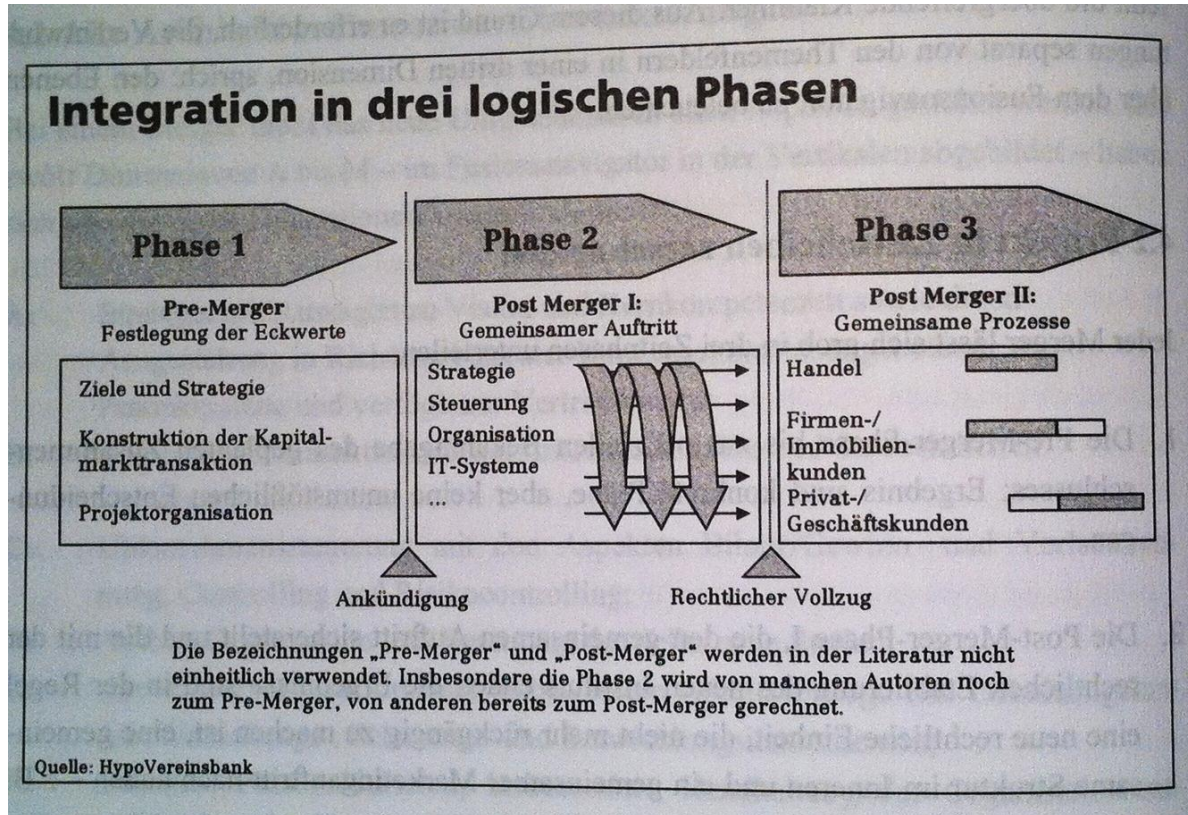 Integration in drei logischen Phasen
Phase 1
Phase 2
Phase 3
Pre-Merger
Festlegung der Eckwerte
Post Merger I:
Gemeinsamer Auftritt
Post Merger II:
Gemeinsame Prozesse
Ziele und Strategie
Konstruktion der Kapital-
markttransaktion
Projektorganisation
Strategie
Steuerung
Organisation
IT-Systeme
...
Handel
Firmen-/
Immobilien-
kunden
Privat-/
Geschäftskunden
Ankündigung
Rechtlicher Vollzug
Die Bezeichnungen „Pre-Merger“ und „Post-Merger“ werden in der Literatur nicht
einheitlich verwendet. Insbesondere die Phase 2 wird von manchen Autoren noch
zum Pre-Merger, von anderen bereits zum Post-Merger gerechnet.
Quelle: HypoVereinsbank